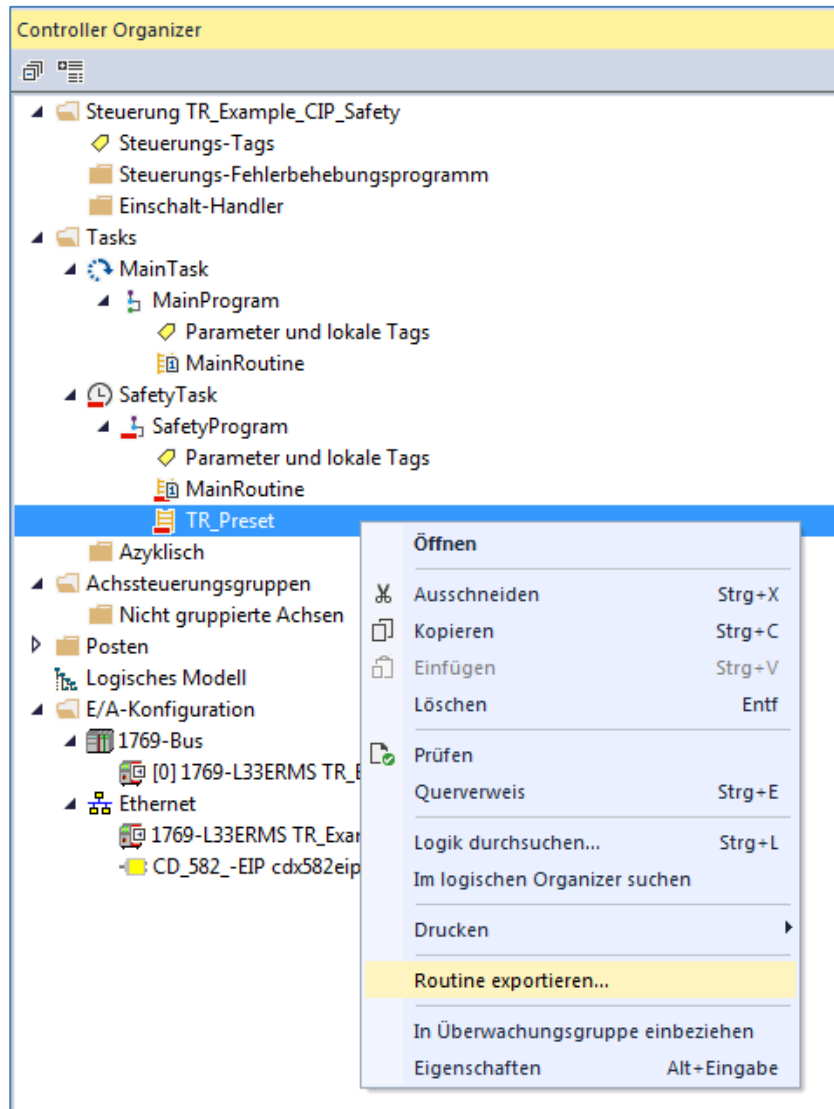 Controller Organizer
Steuerung TR_Example_CIP_Safety
Steuerungs-Tags
Steuerungs-Fehlerbehebungsprogramm
Einschalt-Handler
Tasks
MainTask
MainProgram
Parameter und lokale Tags
MainRoutine
SafetyTask
SafetyProgram
Parameter und lokale Tags
MainRoutine
TR_Preset
Azyklisch
Achssteuerungsgruppen
Nicht gruppierte Achsen
Posten
Logisches Modell
E/A-Konfiguration
1769-Bus
[0] 1769-L33ERMS TR_E
Ethernet
1769-L33ERMS TR_Exar
CD_582_-EIP cdx582eip
Öffnen
Ausschneiden Strg+X
Kopieren Strg+C
Einfügen Strg+V
Löschen Entf
Prüfen
Querverweis Strg+E
Logik durchsuchen... Strg+L
Im logischen Organizer suchen
Drucken
Routine exportieren...
In Überwachungsgruppe einbeziehen
Eigenschaften Alt+Eingabe